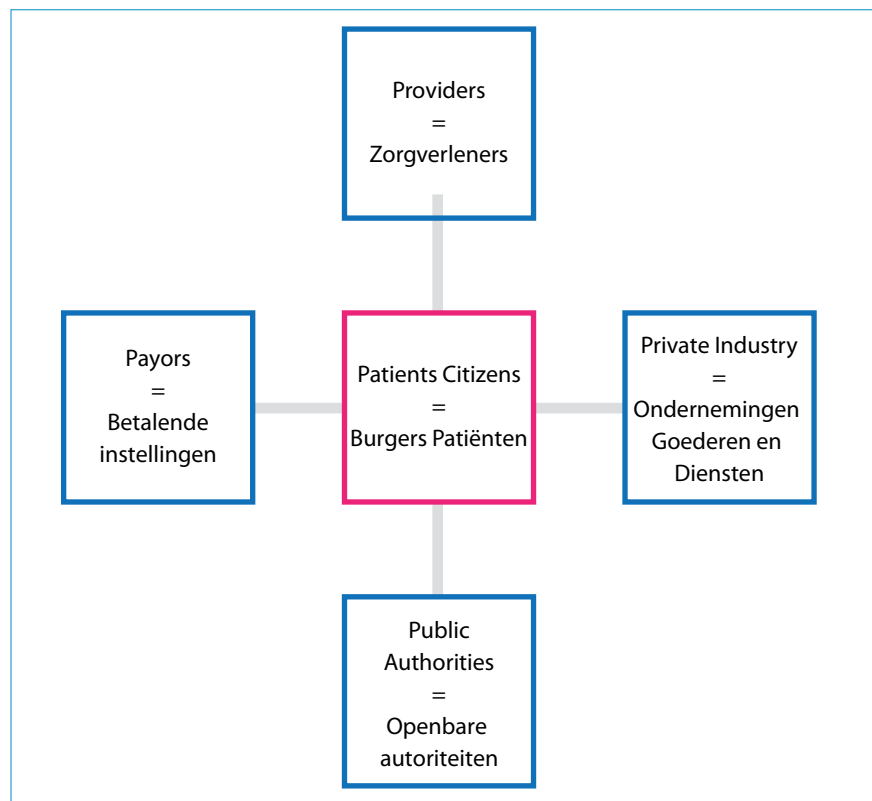 Providers
=
Zorgverleners
Payors
=
Betalende
instellingen
Patients Citizens
=
Burgers Patiënten
Private Industry
=
Ondernemingen
Goederen en
Diensten
Public
Authorities
=
Openbare
autoriteiten